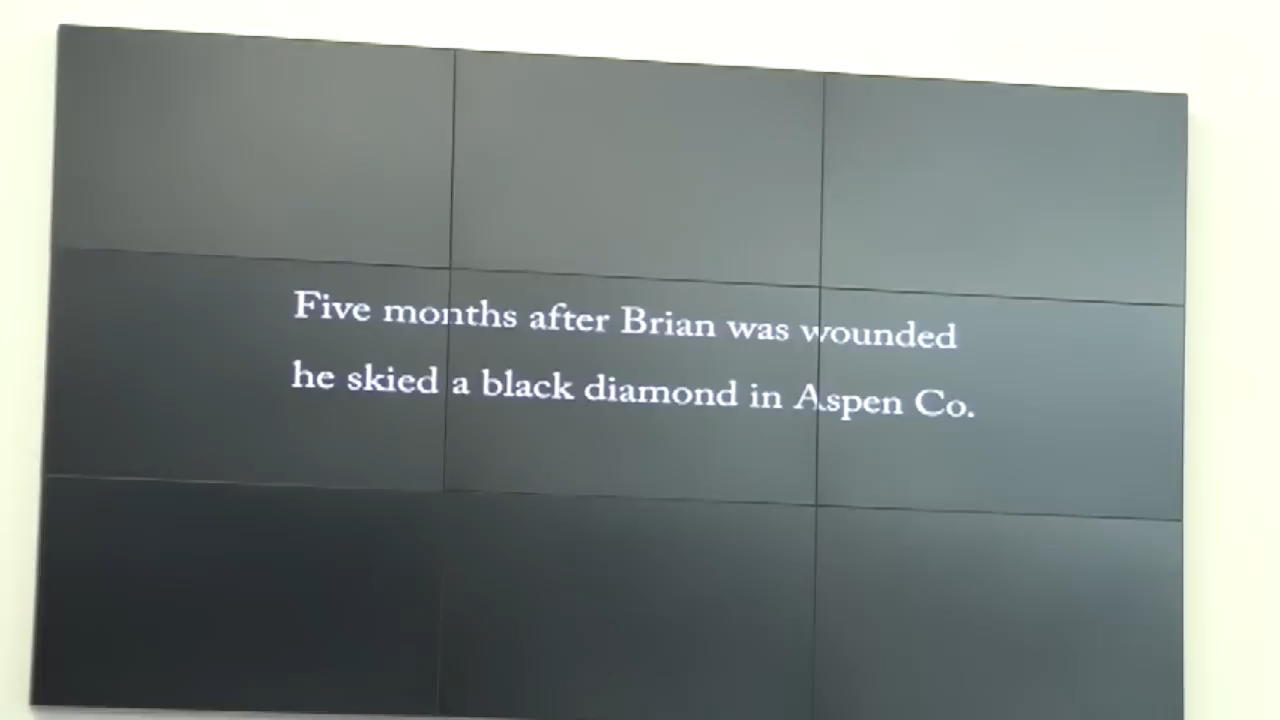 Five months after Brian was wounded
he skied a black diamond in Aspen Co.